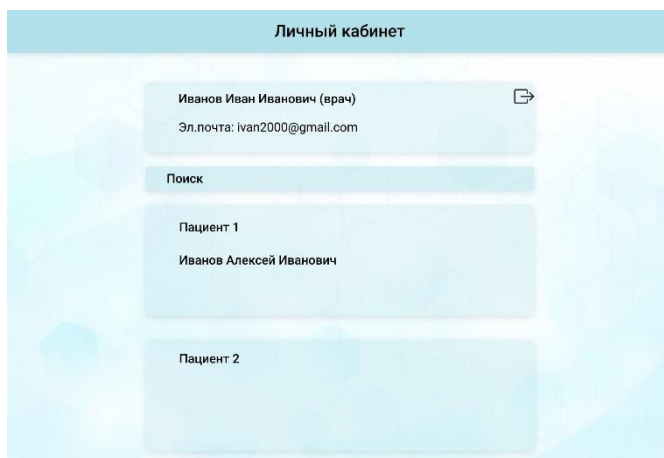 Личный кабинет
Иванов Иван Иванович (врач)
Эл.почта: ivan2000@gmail.com
Поиск
Пациент 1
Иванов Алексей Иванович
Пациент 2